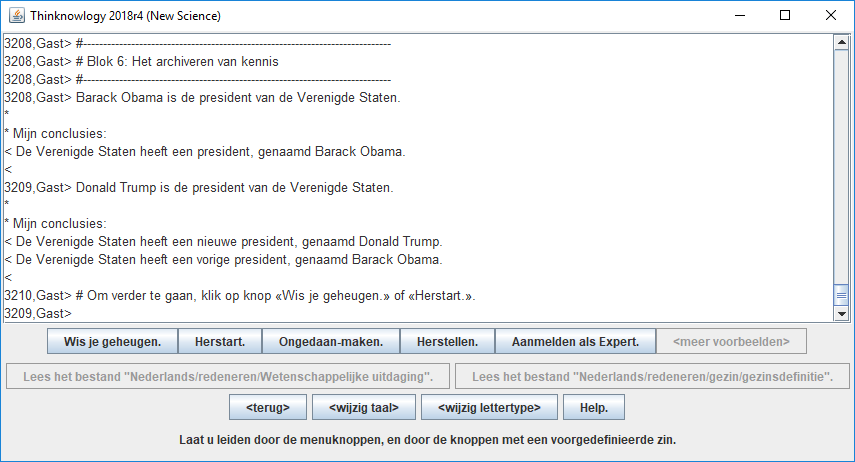 Thinknowlogy 2018r4 (New Science)
3208,Gast> #-----------------------------------------------------------------------------
3208,Gast> # Blok 6: Het archiveren van kennis
3208,Gast> #-----------------------------------------------------------------------------
3208,Gast> Barack Obama is de president van de Verenigde Staten.
*
* Mijn conclusies:
< De Verenigde Staten heeft een president, genaamd Barack Obama.
<
3209,Gast> Donald Trump is de president van de Verenigde Staten.
*
* Mijn conclusies:
< De Verenigde Staten heeft een nieuwe president, genaamd Donald Trump.
< De Verenigde Staten heeft een vorige president, genaamd Barack Obama.
<
3210,Gast> # Om verder te gaan, klik op knop «Wis je geheugen.» of «Herstart.».
3209,Gast>
Wis je geheugen. Herstart. Ongedaan-maken. Herstellen. Aanmelden als Expert. <meer voorbeelden>
Lees het bestand "Nederlands/redeneren/Wetenschappelijke uitdaging". Lees het bestand "Nederlands/redeneren/gezin/gezinsdefinitie".
<terug> <wijzig taal> <wijzig lettertype> Help.
Laat u leiden door de menuknoppen, en door de knoppen met een voorgedefinieerde zin.